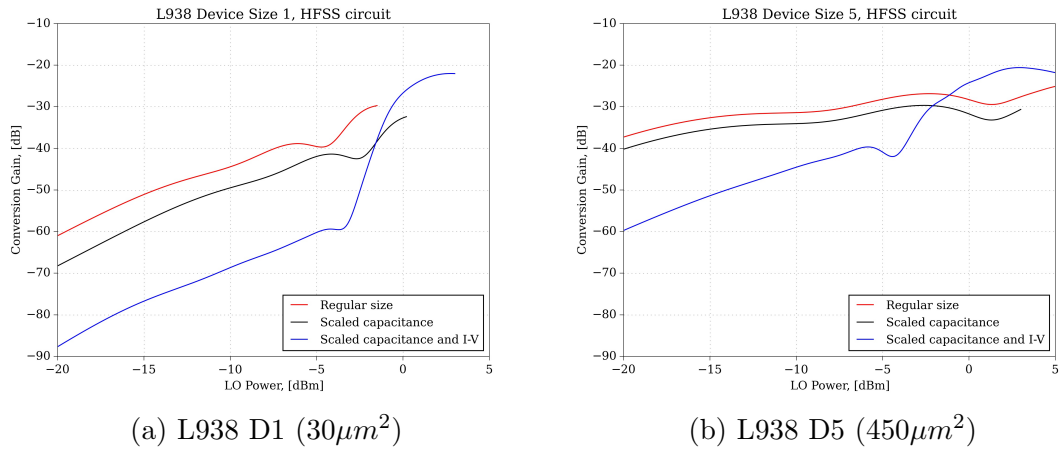 L938 Device Size 1, HFSS circuit
−10
−20
−30
−40
−50
−60
−70
−80
−90
Conversion Gain, [dB]
Regular size
Scaled capacitance
Scaled capacitance and I-V
−20 −15 −10 −5 0 5
LO Power, [dBm]
(a) L938 D1 (30μm²)
L938 Device Size 5, HFSS circuit
−10
−20
−30
−40
−50
−60
−70
−80
−90
Conversion Gain, [dB]
Regular size
Scaled capacitance
Scaled capacitance and I-V
−20 −15 −10 −5 0 5
LO Power, [dBm]
(b) L938 D5 (450μm²)